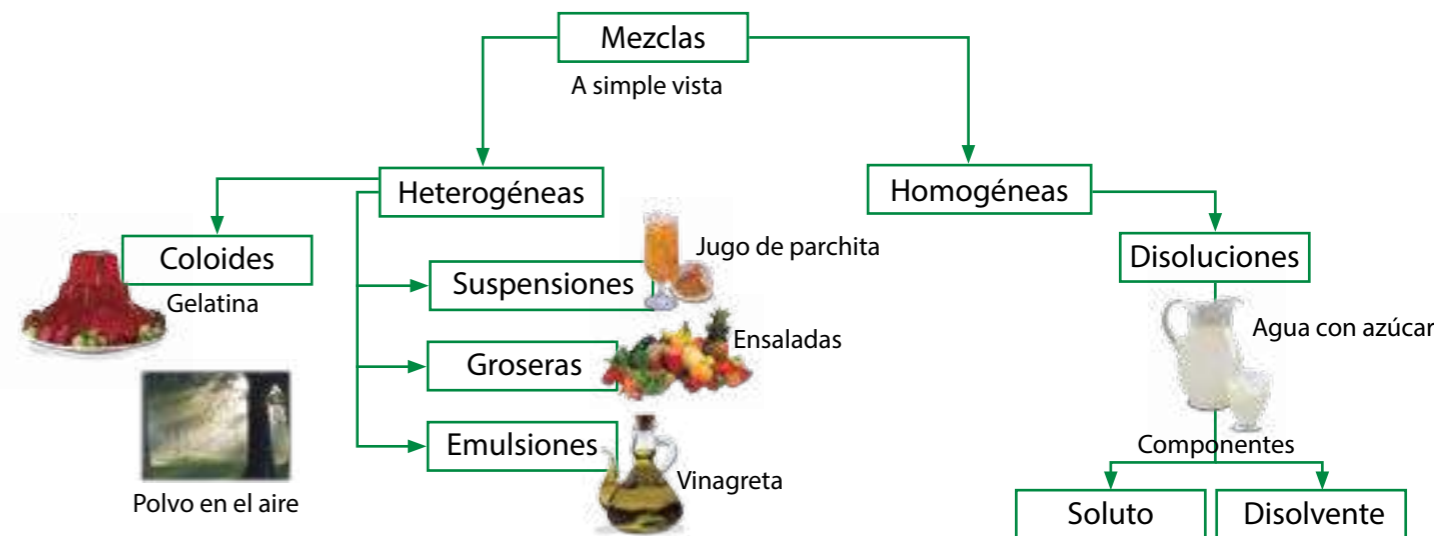 Mezclas
A simple vista
Heterogéneas
Homogéneas
Coloides
Gelatina
Polvo en el aire
Suspensiones
Jugo de parchita
Groseras
Ensaladas
Emulsiones
Vinagreta
Disoluciones
Agua con azúcar
Componentes
Soluto
Disolvente